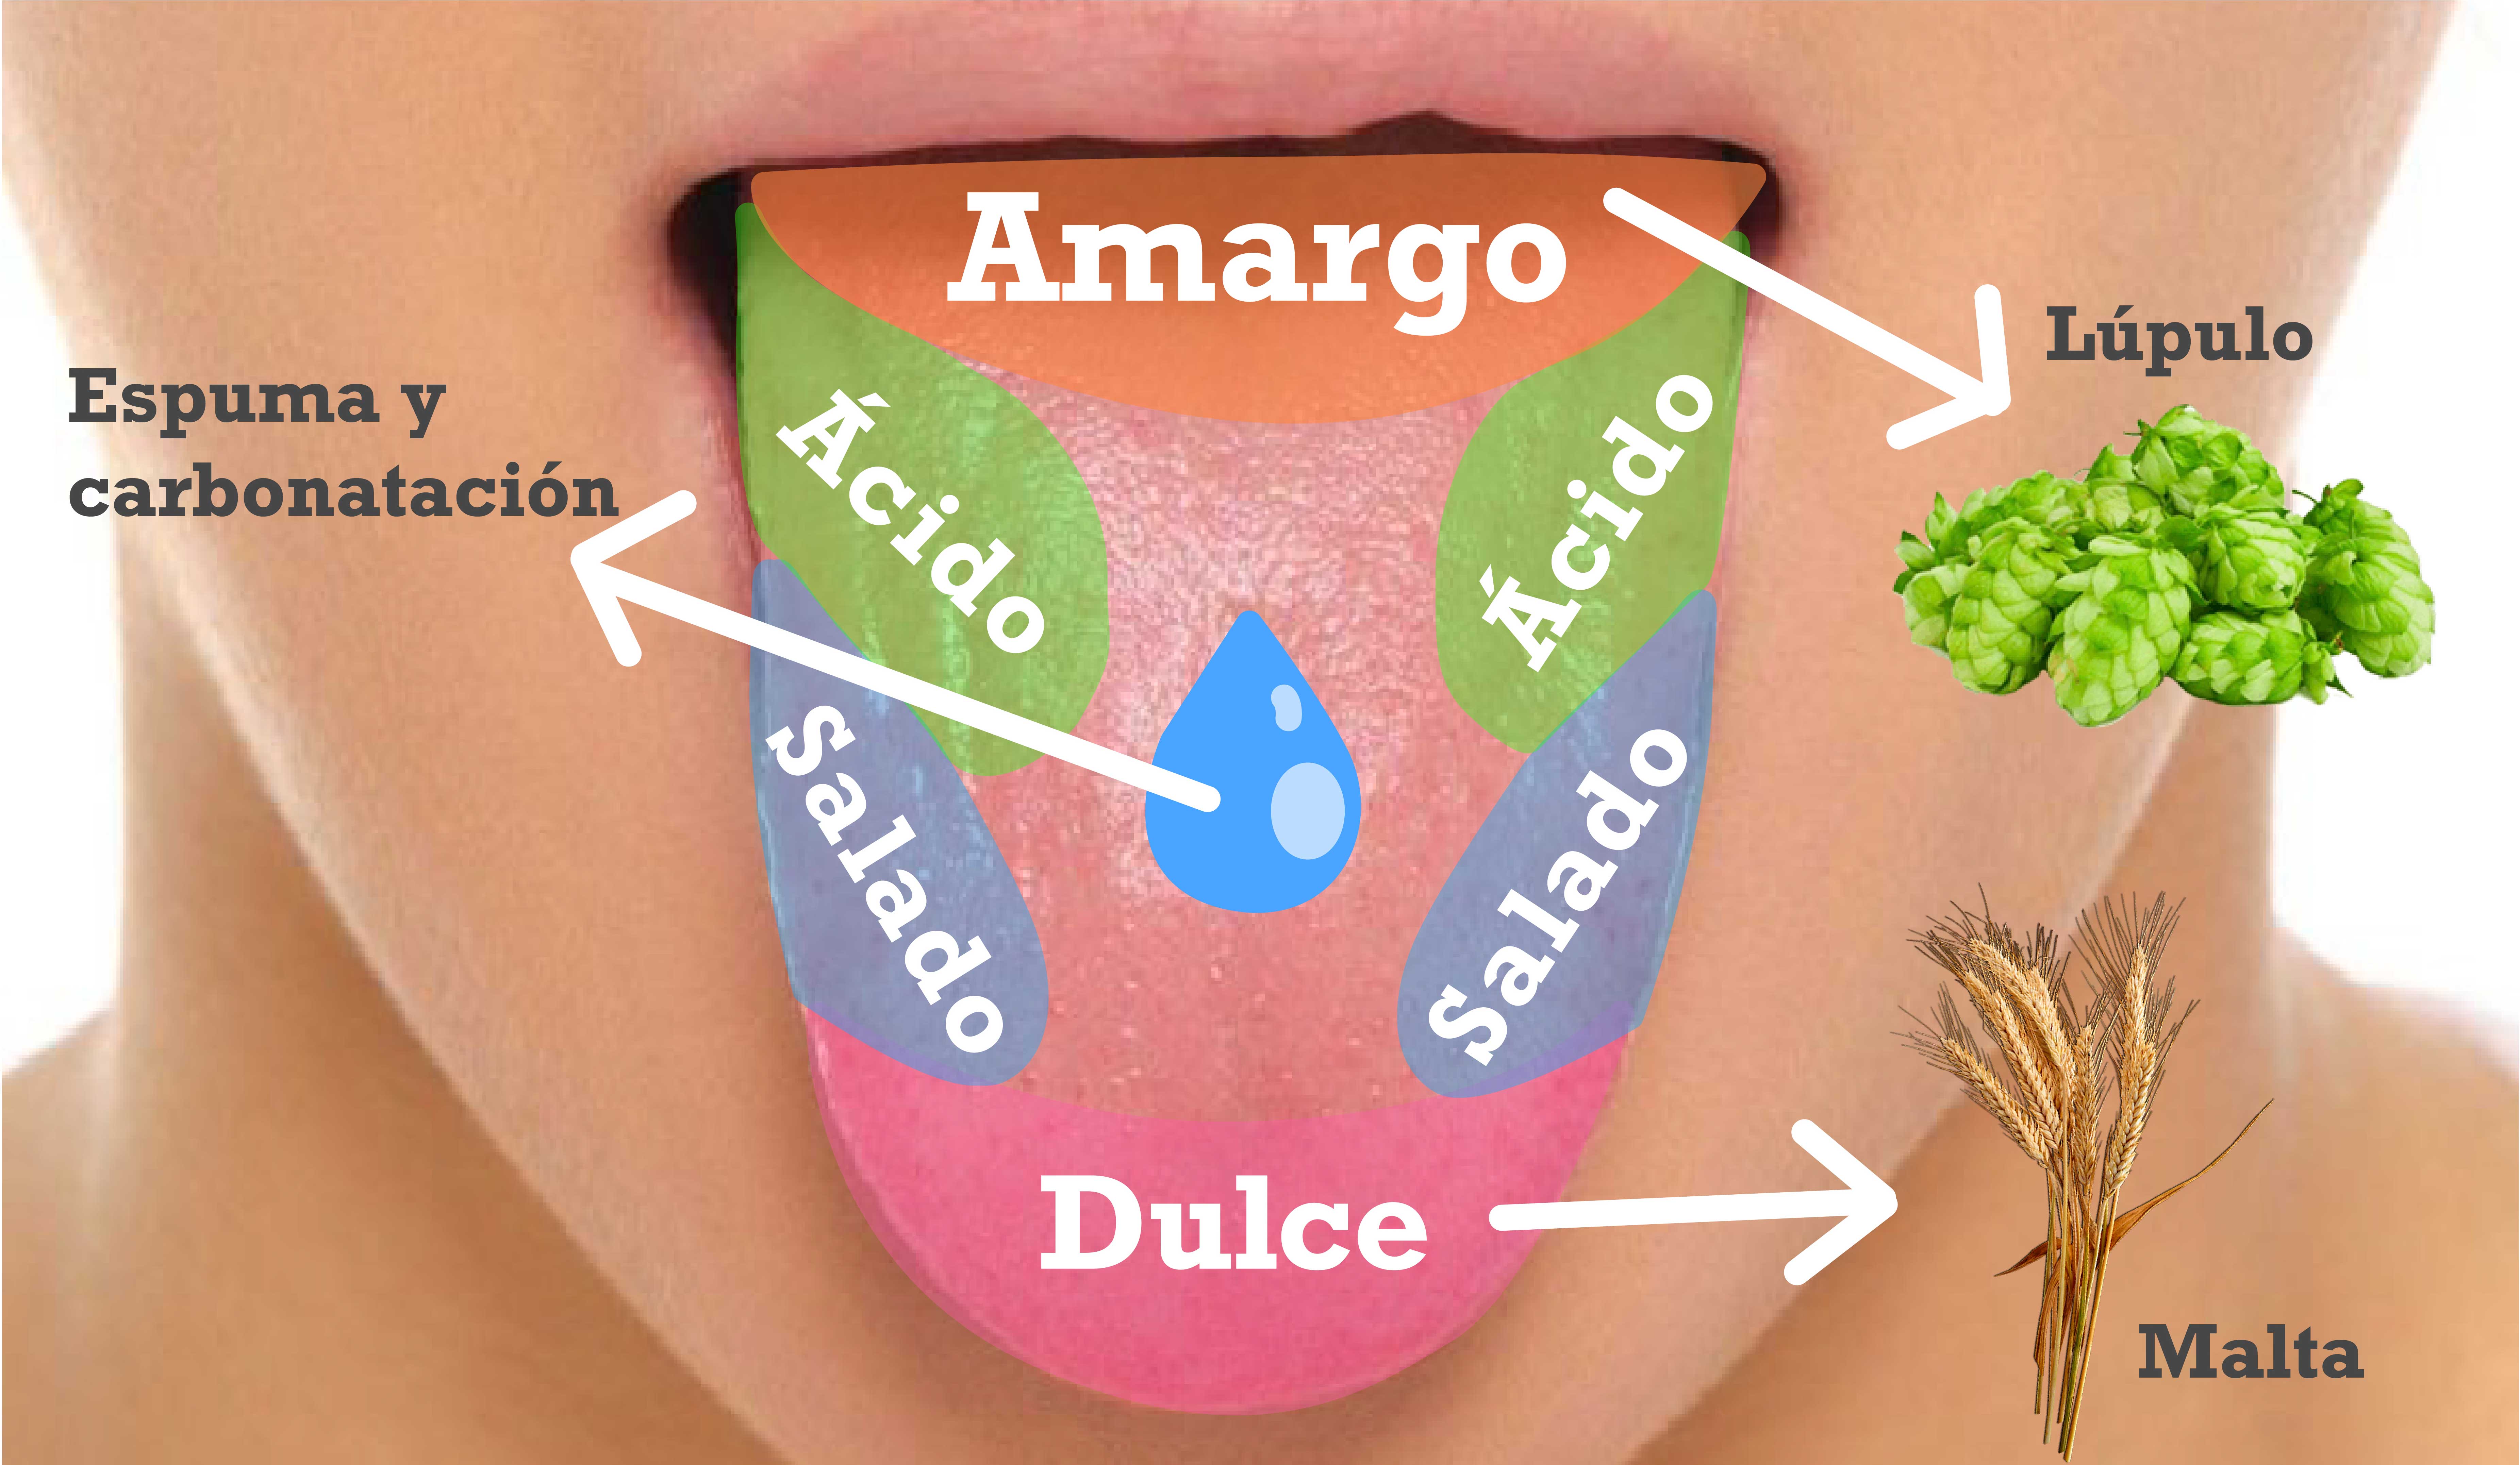 Amargo
Lúpulo
Espuma y
carbonatación
Ácido
Ácido
Salado
Salado
Dulce
Malta